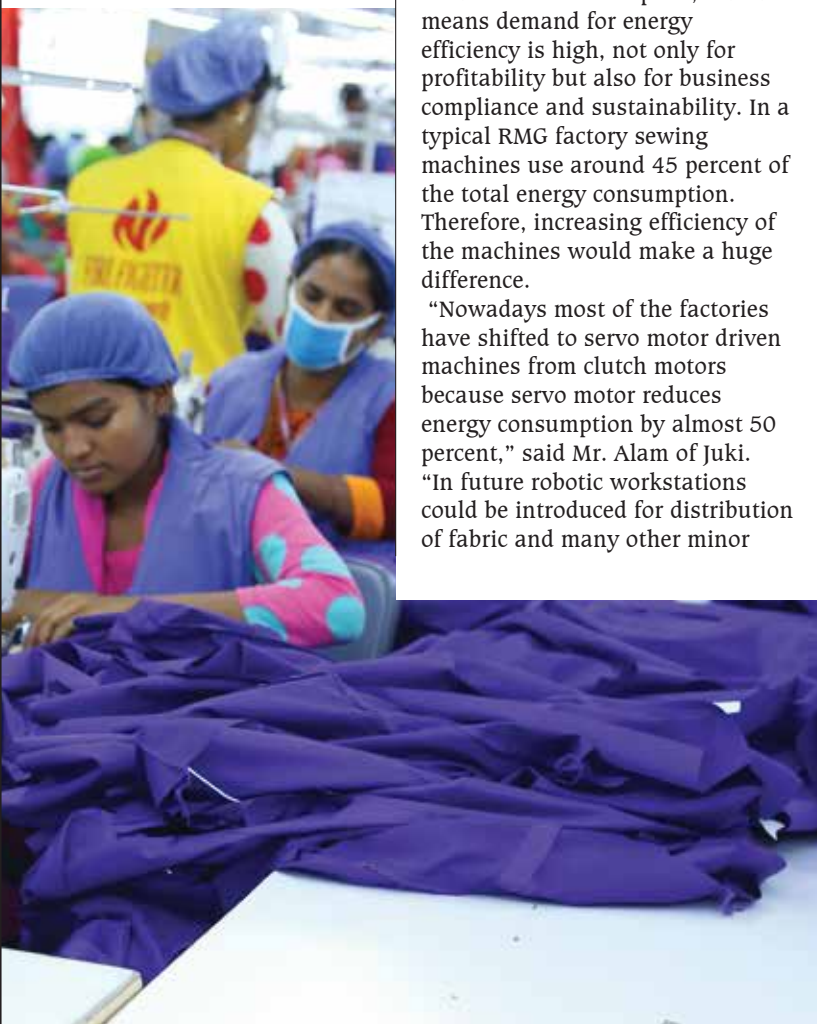 FIRE FIGHTER
means demand for energy
efficiency is high, not only for
profitability but also for business
compliance and sustainability. In a
typical RMG factory sewing
machines use around 45 percent of
the total energy consumption.
Therefore, increasing efficiency of
the machines would make a huge
difference.
“Nowadays most of the factories
have shifted to servo motor driven
machines from clutch motors
because servo motor reduces
energy consumption by almost 50
percent,” said Mr. Alam of Juki.
“In future robotic workstations
could be introduced for distribution
of fabric and many other minor